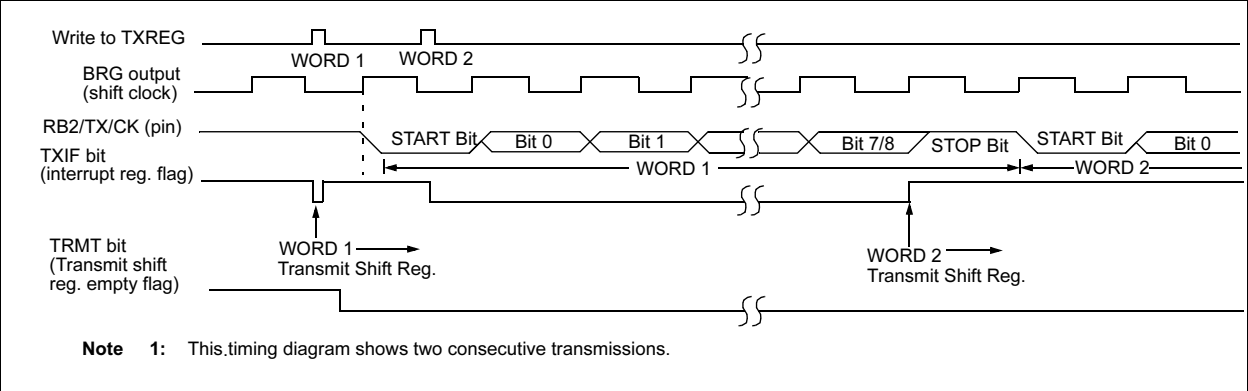 Write to TXREG
WORD 1
WORD 2
BRG output
(shift clock)
RB2/TX/CK (pin)
START Bit
Bit 0
Bit 1
Bit 7/8
STOP Bit
START Bit
Bit 0
TXIF bit
(interrupt reg. flag)
WORD 1
WORD 2
TRMT bit
(Transmit shift
reg. empty flag)
WORD 1
Transmit Shift Reg.
WORD 2
Transmit Shift Reg.
Note 1: This.timing diagram shows two consecutive transmissions.